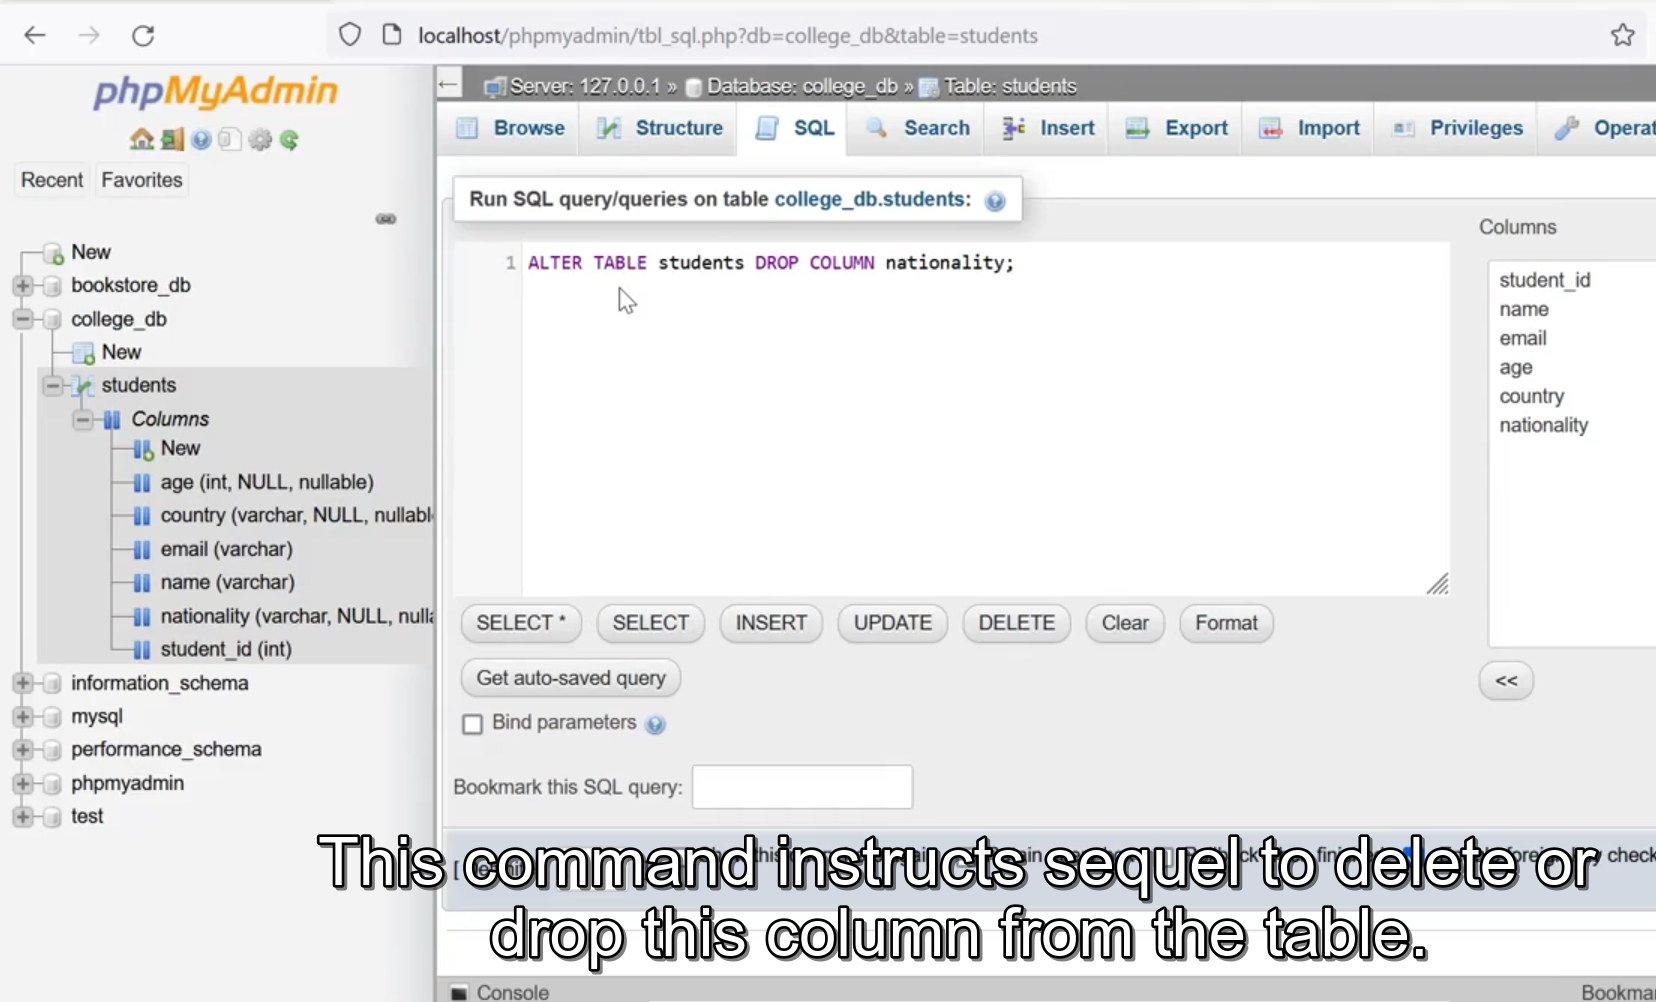 localhost/phpmyadmin/tbl_sql.php?db=college_db&table=students
phpMyAdmin
Recent
Favorites
New
bookstore_db
college_db
New
students
Columns
New
age (int, NULL, nullable)
country (varchar, NULL, nullabl
email (varchar)
name (varchar)
nationality (varchar, NULL, nulla
student_id (int)
information_schema
mysql
performance_schema
phpmyadmin
test
Server: 127.0.0.1 » Database: college_db » Table: students
Browse Structure SQL Search Insert Export Import Privileges Operat
Run SQL query/queries on table college_db.students:
1 ALTER TABLE students DROP COLUMN nationality;
Columns
student_id
name
email
age
country
nationality
SELECT * SELECT INSERT UPDATE DELETE Clear Format
<<
Get auto-saved query
Bind parameters
Bookmark this SQL query:
This command instructs sequel to delete or
drop this column from the table.
Console
Bookmar